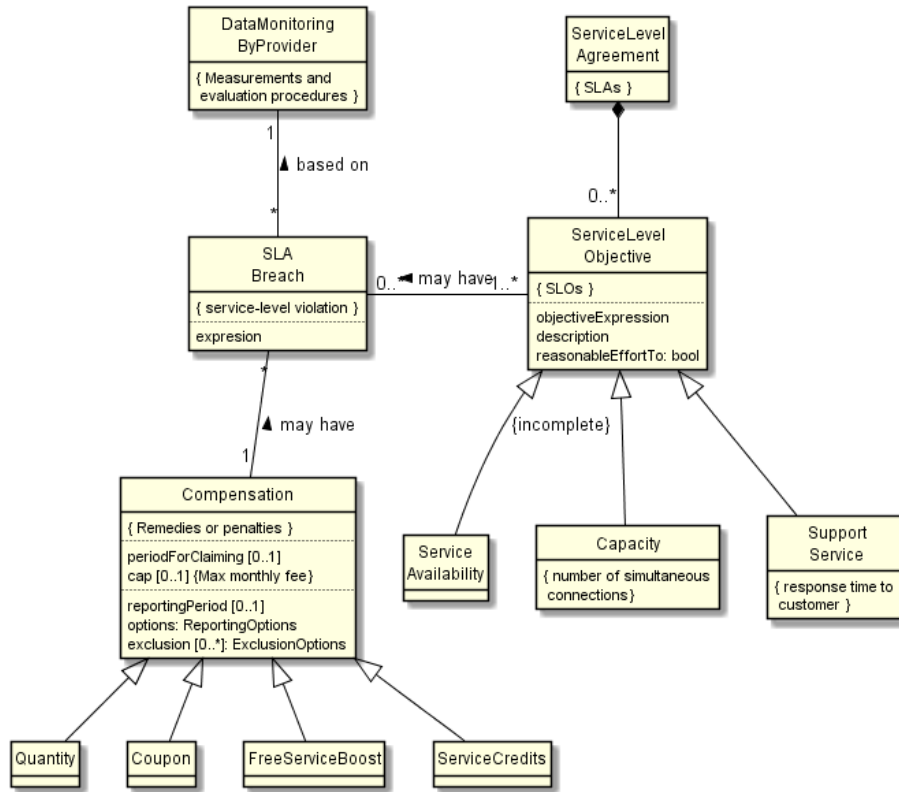 DataMonitoring
ByProvider
{ Measurements and
evaluation procedures }
ServiceLevel
Agreement
{ SLAs }
1
based on
*
0..*
SLA
Breach
{ service-level violation }
expresion
0..*
may have
1..*
ServiceLevel
Objective
{ SLOs }
objectiveExpression
description
reasonableEffortTo: bool
*
may have
1
{incomplete}
Compensation
{ Remedies or penalties }
periodForClaiming [0..1]
cap [0..1] {Max monthly fee}
reportingPeriod [0..1]
options: ReportingOptions
exclusion [0..*]: ExclusionOptions
Service
Availability
Capacity
{ number of simultaneous
connections}
Support
Service
{ response time to
customer }
Quantity
Coupon
FreeServiceBoost
ServiceCredits